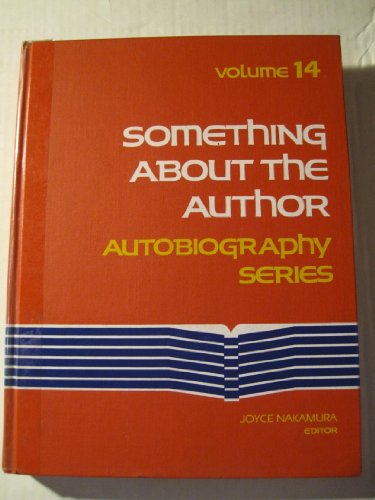 VOLUME 14
SOMETHING
ABOUT THE
AUTHOR
AUTOBIOGRAPHY
SERIES
JOYCE NAKAMURA
EDITOR